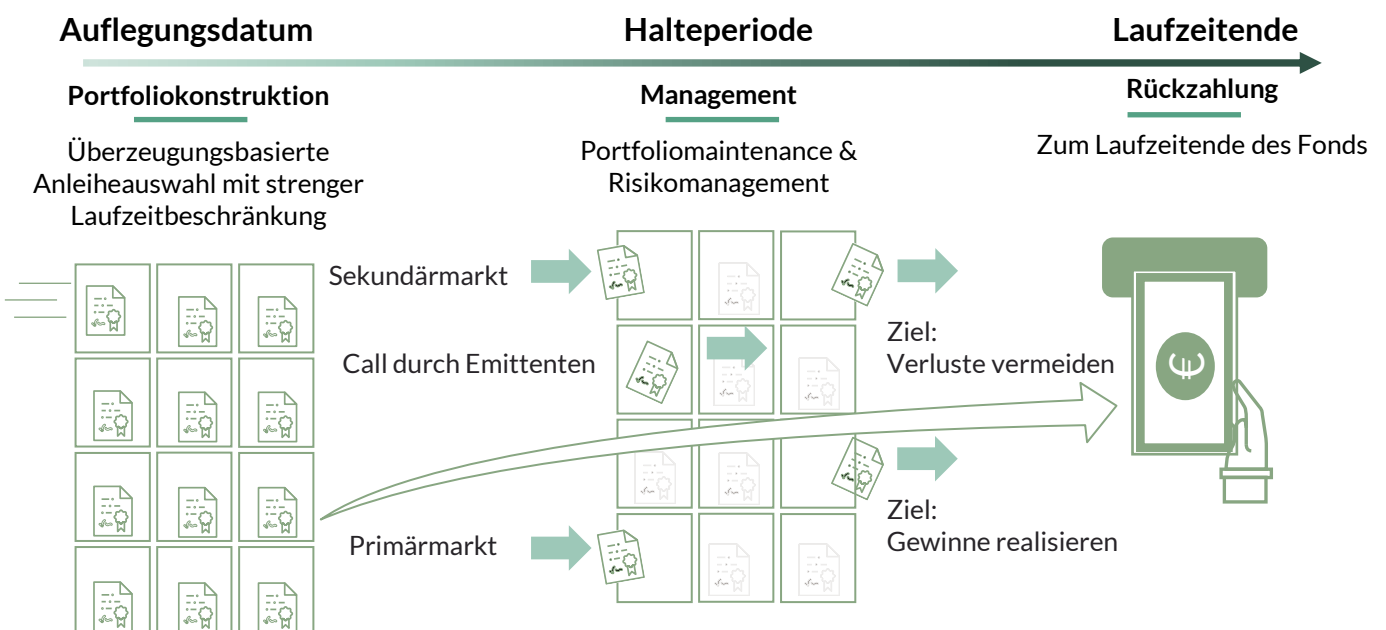 Auflegungsdatum
Halteperiode
Laufzeitende
Portfoliokonstruktion
Management
Rückzahlung
Überzeugungsbasierte
Anleiheauswahl mit strenger
Laufzeitbeschränkung
Portfoliomaintenance &
Risikomanagement
Zum Laufzeitende des Fonds
Sekundärmarkt
Call durch Emittenten
Primärmarkt
Ziel:
Verluste vermeiden
Ziel:
Gewinne realisieren